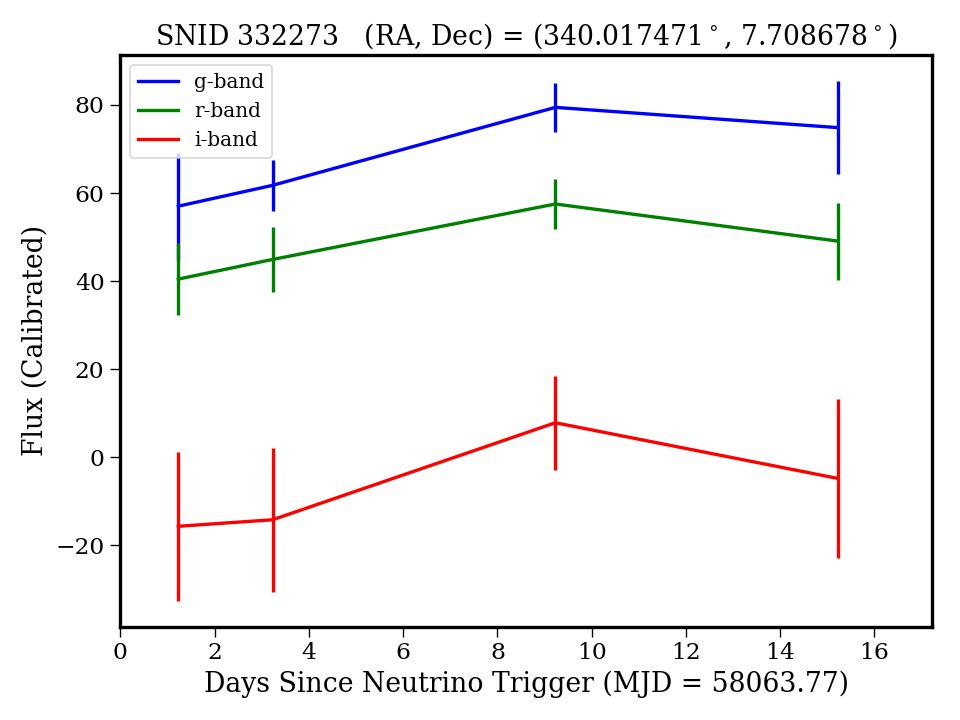 SNID 332273 (RA, Dec) = (340.017471°, 7.708678°)
g-band
r-band
i-band
80
60
40
20
0
−20
Flux (Calibrated)
0 2 4 6 8 10 12 14 16
Days Since Neutrino Trigger (MJD = 58063.77)